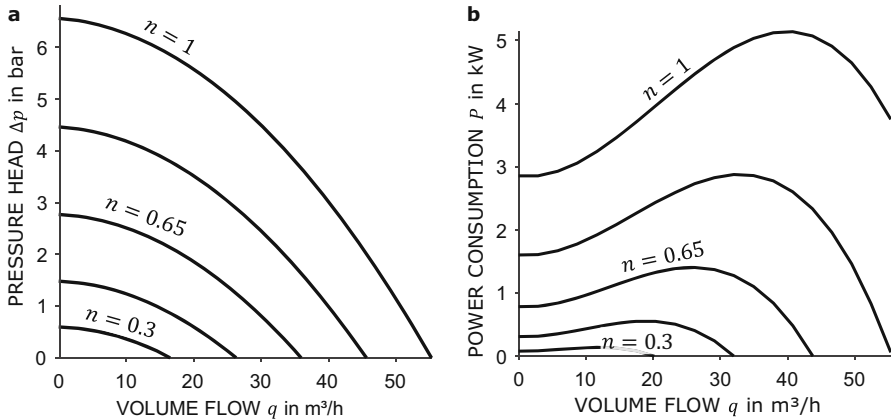 a
PRESSURE HEAD Δp in bar
6
5
4
3
2
1
0
n = 1
n = 0.65
n = 0.3
0 10 20 30 40 50
VOLUME FLOW q in m³/h
b
POWER CONSUMPTION P in kW
5
4
3
2
1
0
n = 1
n = 0.65
n = 0.3
0 10 20 30 40 50
VOLUME FLOW q in m³/h